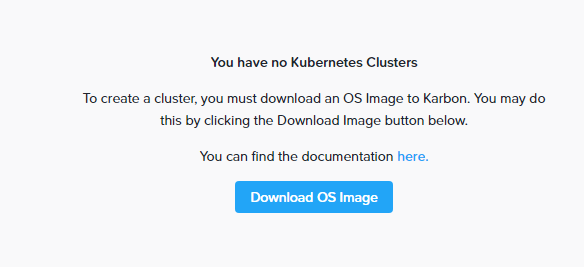 You have no Kubernetes Clusters
To create a cluster, you must download an OS Image to Karbon. You may do
this by clicking the Download Image button below.
You can find the documentation here.
Download OS Image